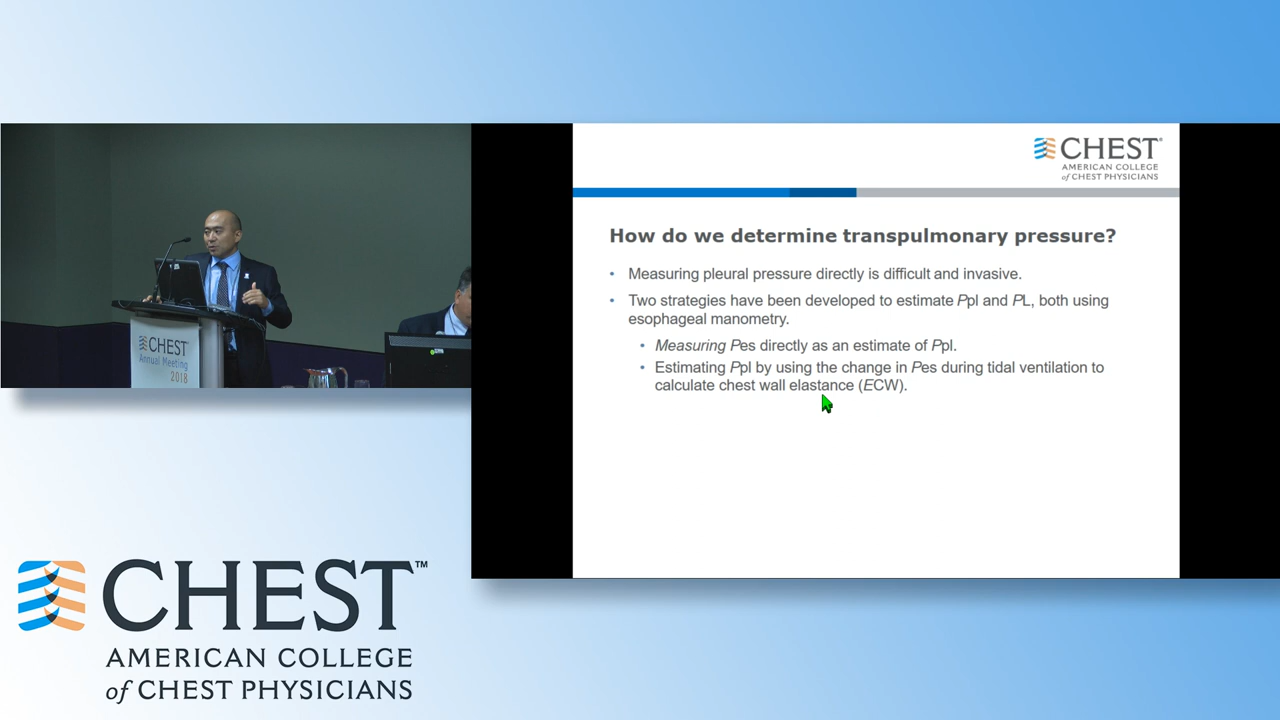 CHEST
Annual Meeting
2018
CHEST™
AMERICAN COLLEGE
of CHEST PHYSICIANS
CHEST®
AMERICAN COLLEGE
of CHEST PHYSICIANS
How do we determine transpulmonary pressure?
• Measuring pleural pressure directly is difficult and invasive.
• Two strategies have been developed to estimate Ppl and PL, both using
esophageal manometry.
• Measuring Pes directly as an estimate of Ppl.
• Estimating Ppl by using the change in Pes during tidal ventilation to
calculate chest wall elastance (ECW).